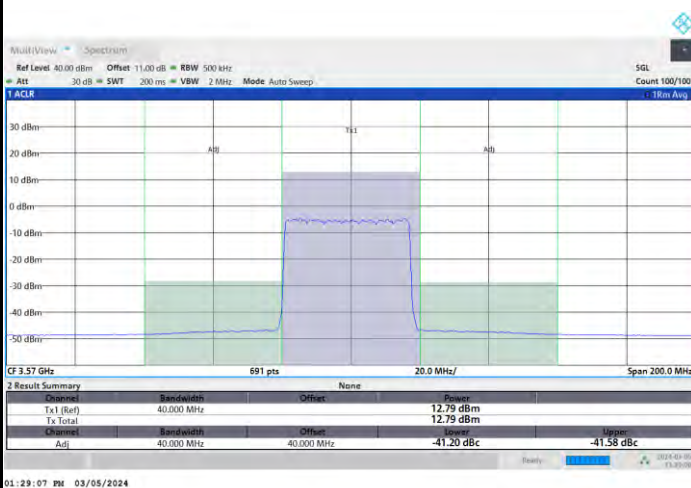 MultiView Spectrum
Ref Level 40.00 dBm Offset 11.00 dB RBW 500 kHz SGL
Att 30 dB SWT 200 ms VBW 2 MHz Mode Auto Sweep Count 100/100
1 ACLR 1Rm Avg
30 dBm
Tx1
20 dBm Adj Adj
10 dBm
0 dBm
-10 dBm
-20 dBm
-30 dBm
-40 dBm
-50 dBm
CF 3.57 GHz 691 pts 20.0 MHz/ Span 200.0 MHz
2 Result Summary None
Channel Bandwidth Offset Power
Tx1 (Ref) 40.000 MHz 12.79 dBm
Tx Total 12.79 dBm
Channel Bandwidth Offset Lower Upper
Adj 40.000 MHz 40.000 MHz -41.20 dBc -41.58 dBc
Ready
01:29:07 PM 03/05/2024